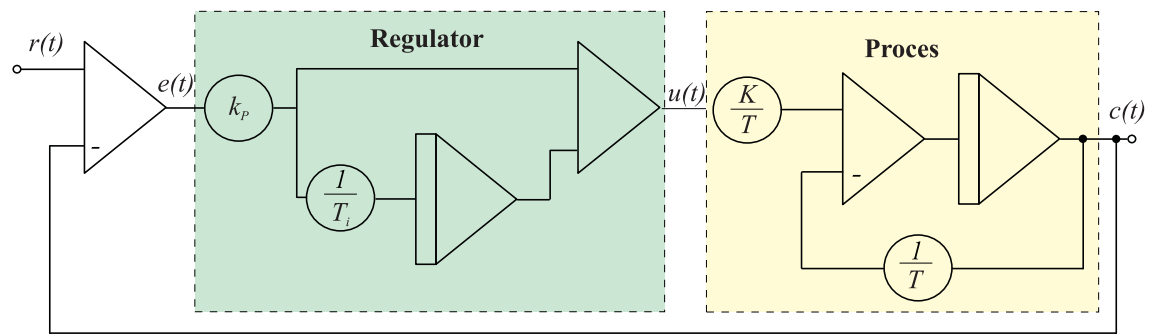 Regulator
Proces
r(t)
e(t)
k_P
1
T_i
-
-
u(t)
K
T
-
1
T
c(t)